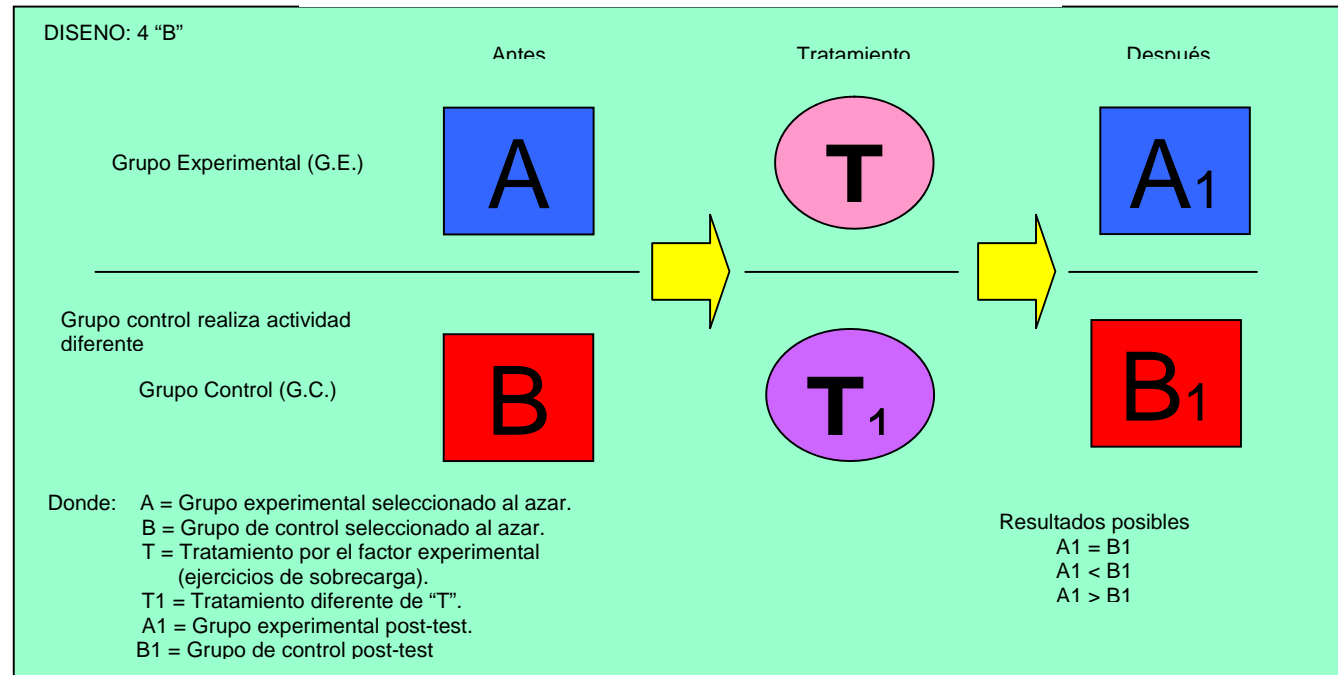 DISENO: 4 “B”
Antes
Tratamiento
Después
Grupo Experimental (G.E.)
A
T
A1
Grupo control realiza actividad
diferente
Grupo Control (G.C.)
B
T1
B1
Donde: A = Grupo experimental seleccionado al azar.
B = Grupo de control seleccionado al azar.
T = Tratamiento por el factor experimental
(ejercicios de sobrecarga).
T1 = Tratamiento diferente de “T”.
A1 = Grupo experimental post-test.
B1 = Grupo de control post-test
Resultados posibles
A1 = B1
A1 < B1
A1 > B1